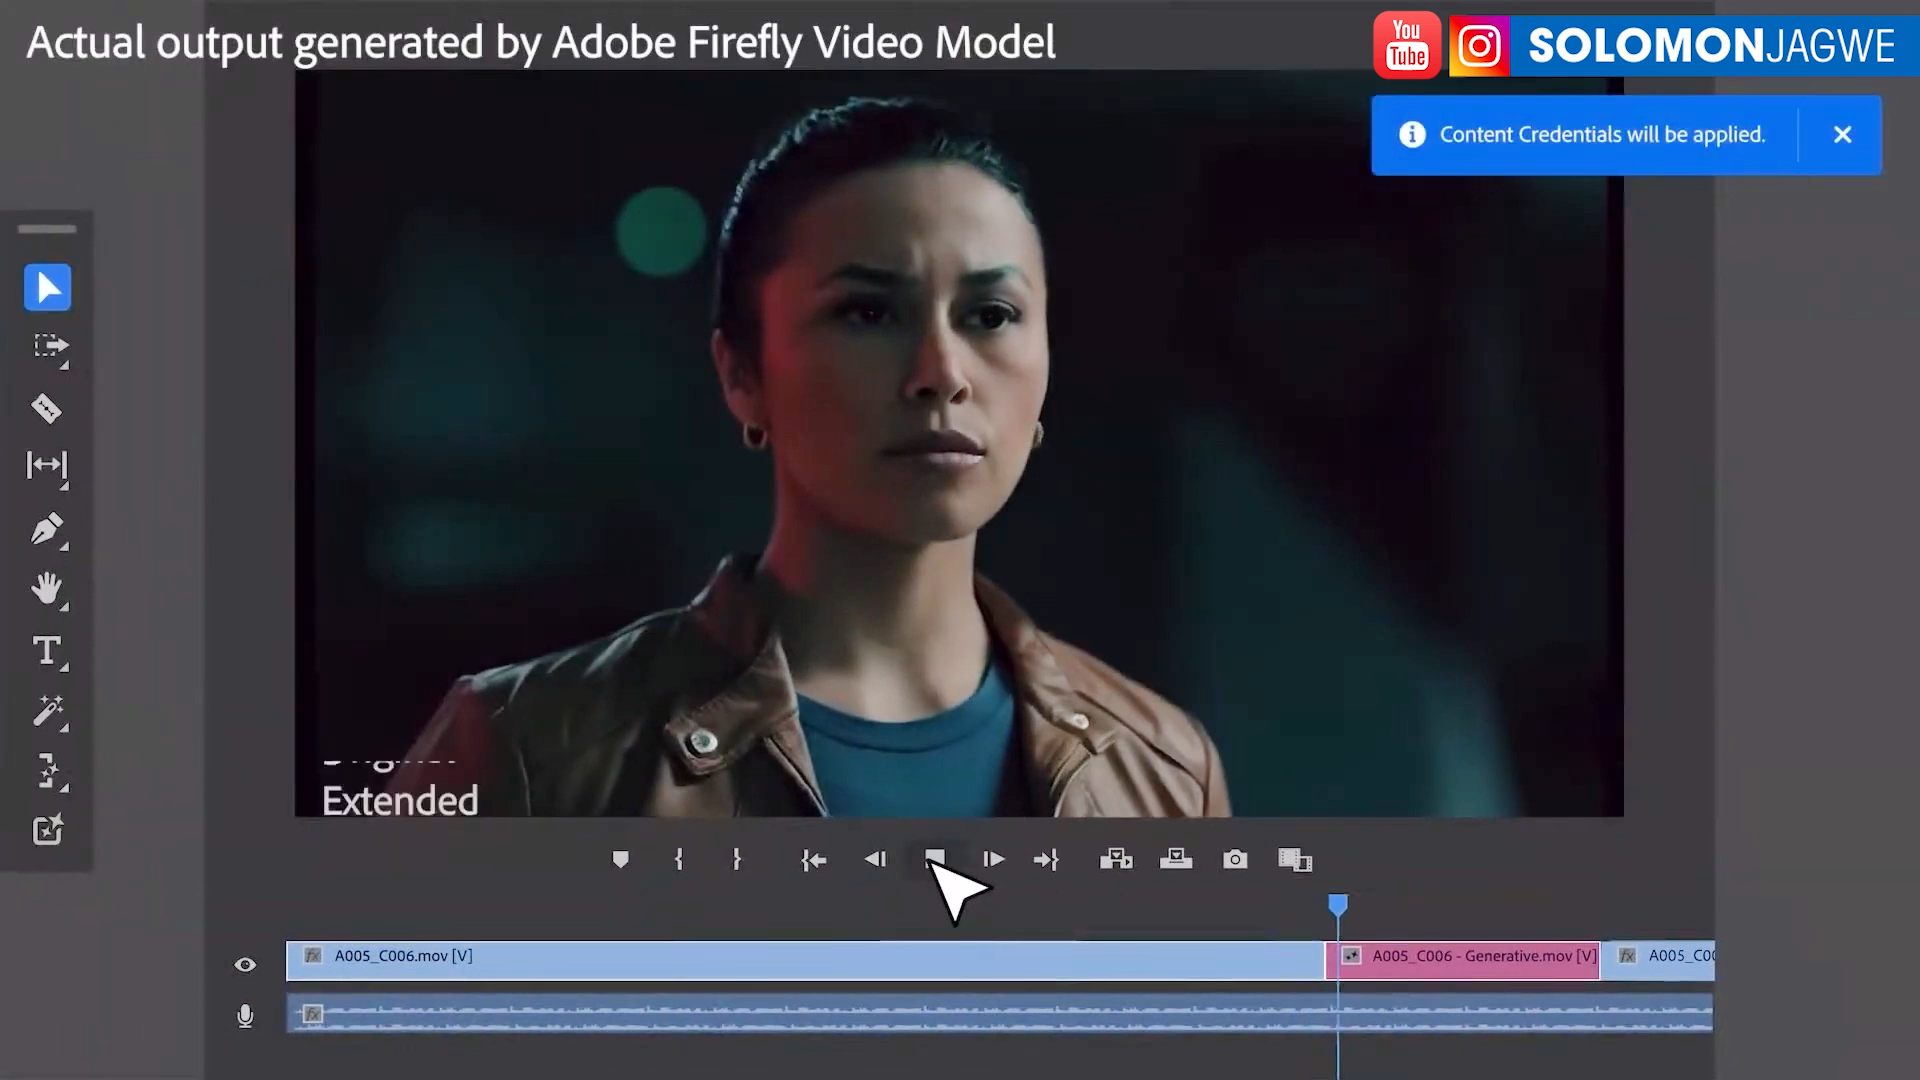 Actual output generated by Adobe Firefly Video Model
You
Tube
SOLOMONJAGWE
Content Credentials will be applied.
Extended
A005_C006.mov [V]
A005_C006 - Generative.mov [V]
A005_C00